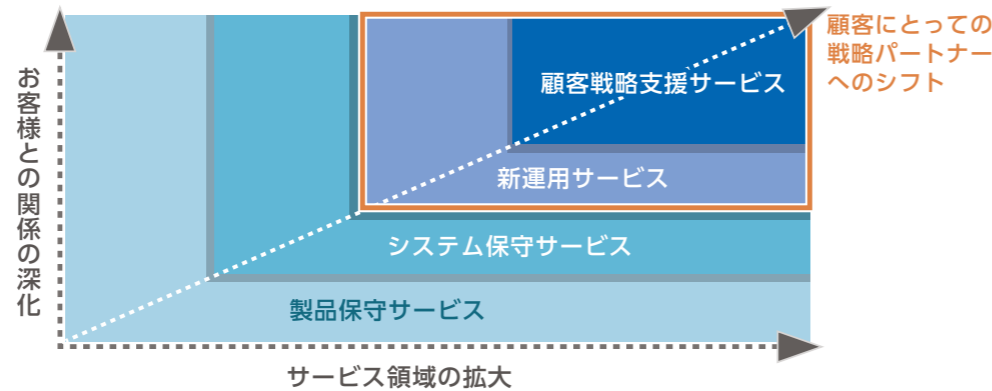 顧客にとっての
戦略パートナー
へのシフト
お客様との関係の深化
顧客戦略支援サービス
新運用サービス
システム保守サービス
製品保守サービス
サービス領域の拡大